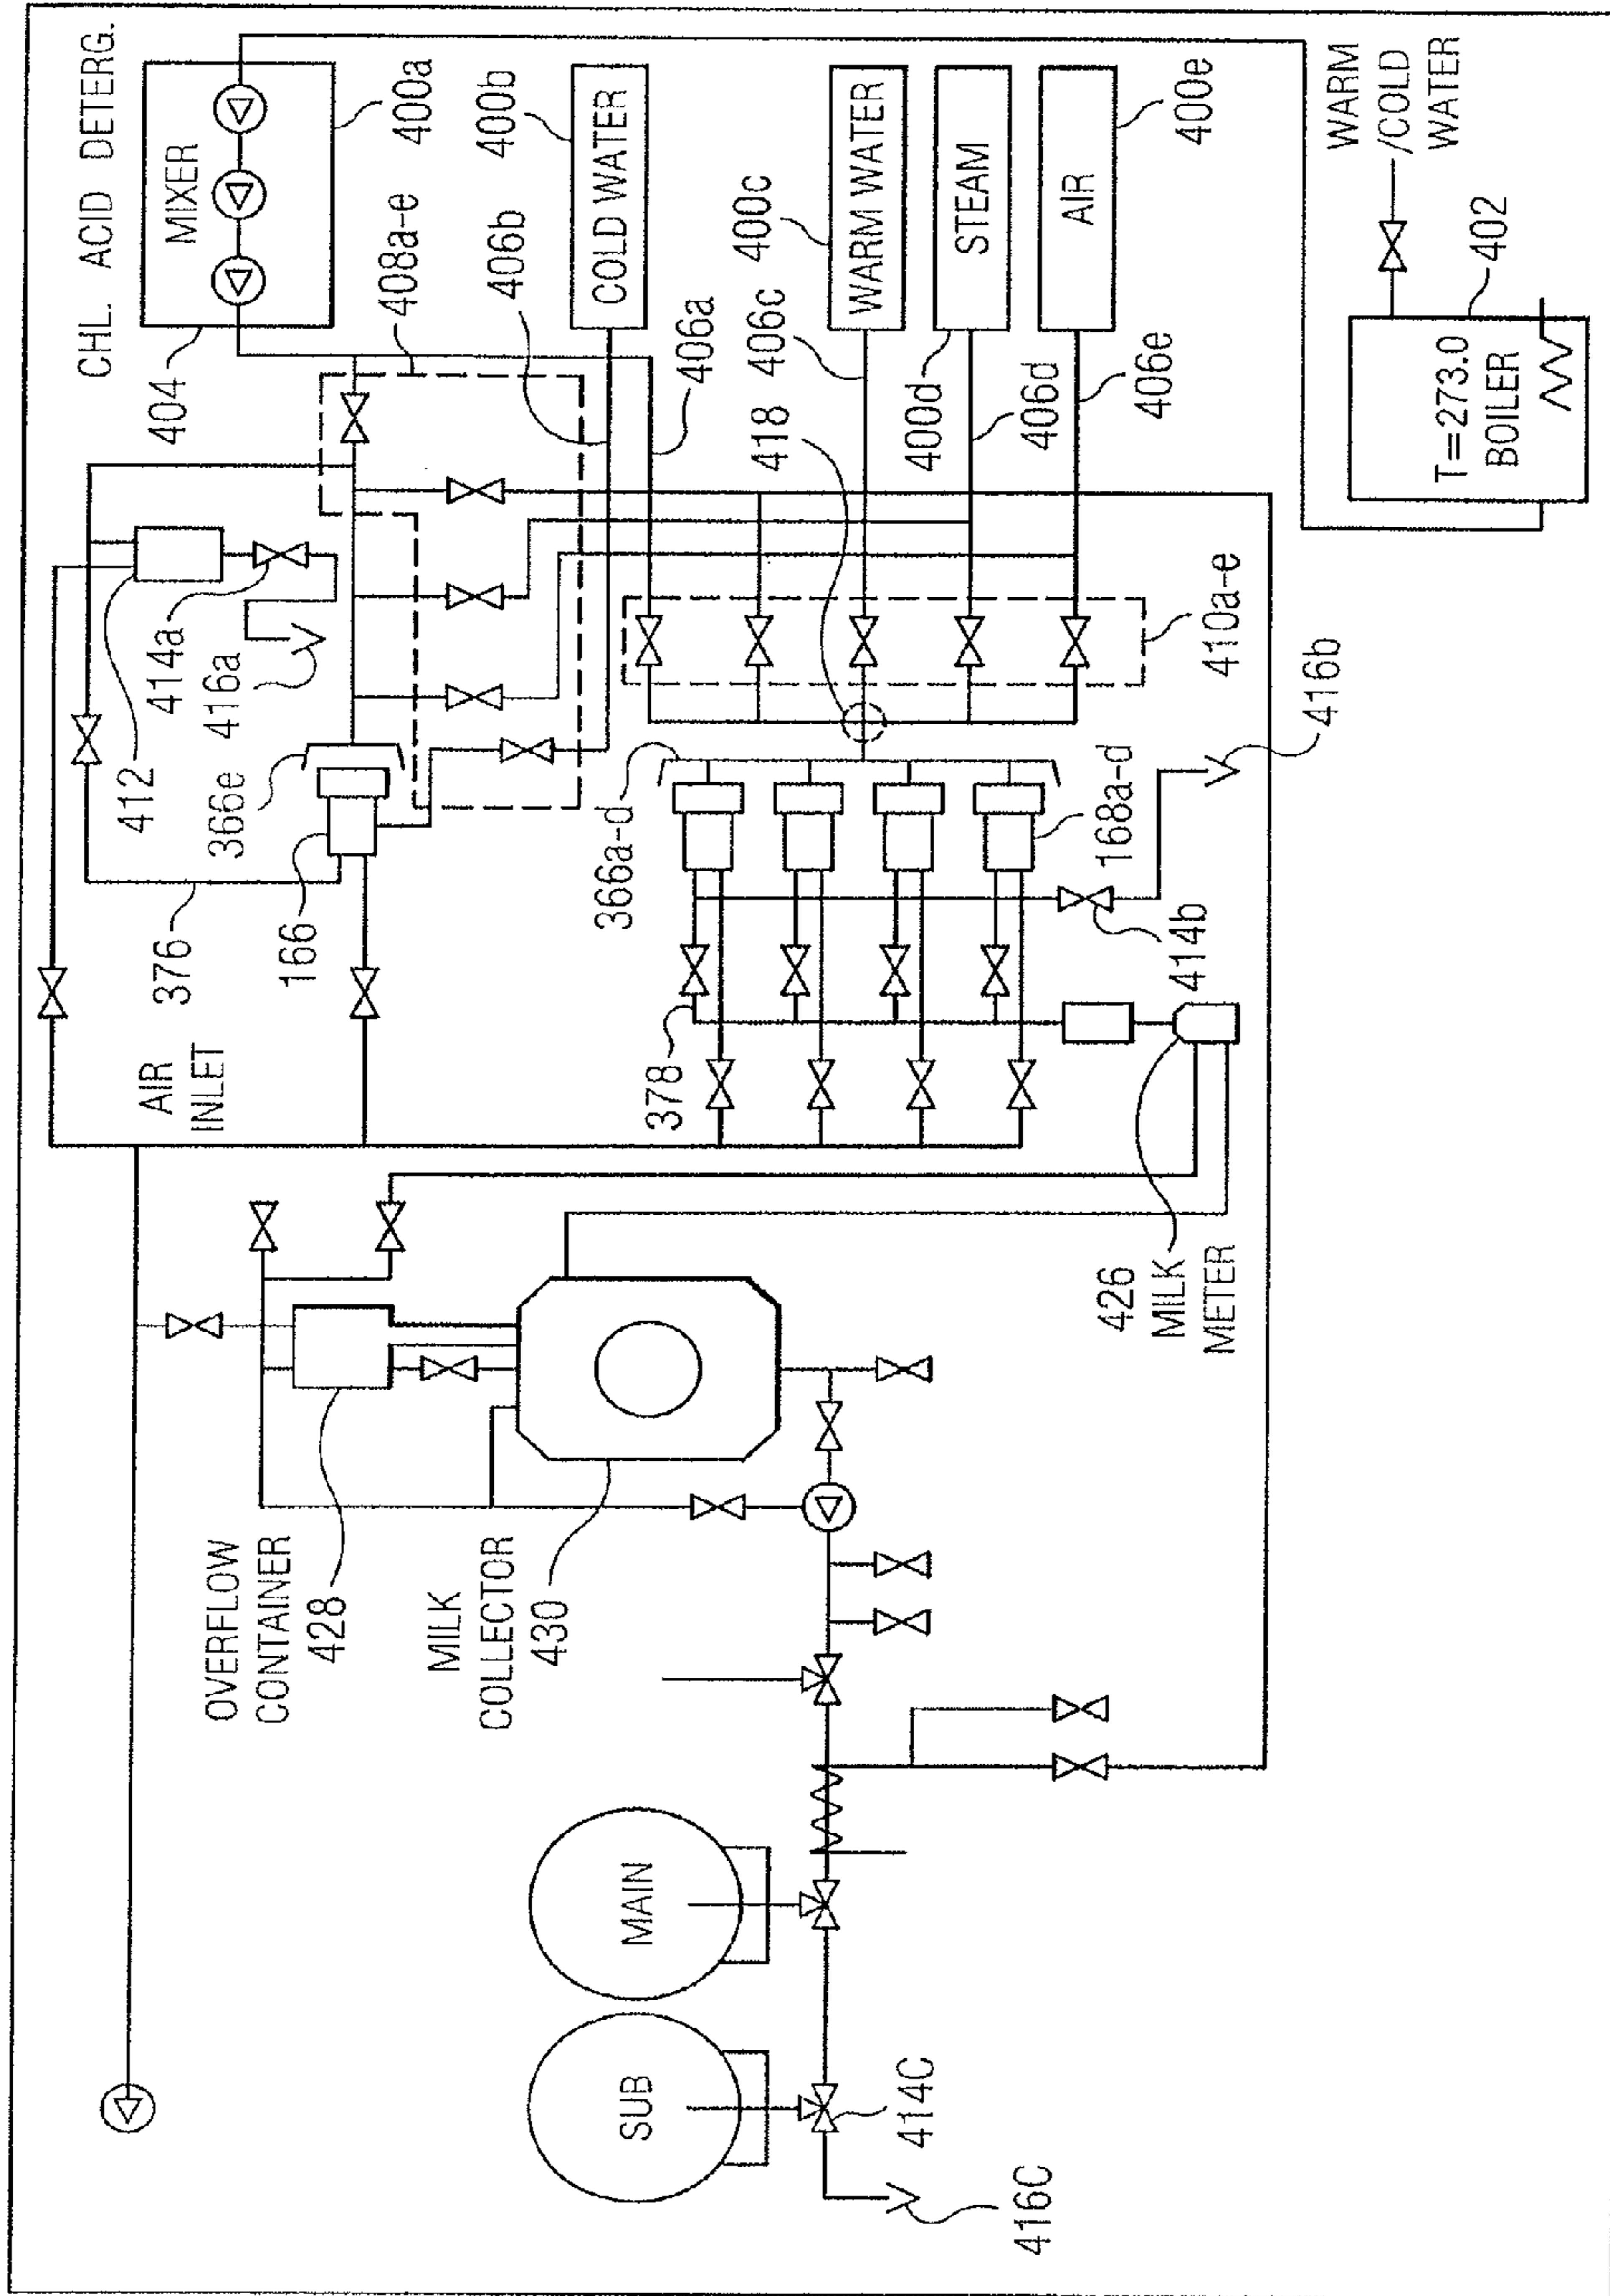 CHL. ACID DETERG.
MIXER
404
400a
408a-e
406b
400b
COLD WATER
406a
412
414a
416a
366e
166
376
AIR
INLET
400c
WARM WATER
406c
418
400d
STEAM
406d
400e
AIR
406e
410a-e
WARM
/COLD
WATER
402
T=273.0
BOILER
366a-d
168a-d
416b
414b
378
426
MILK
METER
OVERFLOW
CONTAINER
428
MILK
COLLECTOR
430
MAIN
SUB
414C
416C